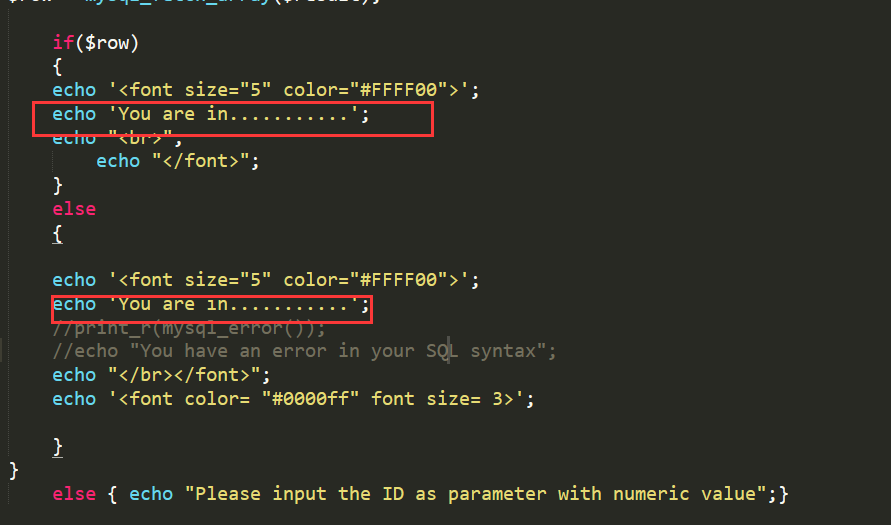 if($row)
{
echo '<font size="5" color="#FFFF00">';
echo 'You are in...........';
echo "<br>";
echo "</font>";
}
else
{
echo '<font size="5" color="#FFFF00">';
echo 'You are in...........';
//print_r(mysql_error());
//echo "You have an error in your SQL syntax";
echo "</br></font>";
echo '<font color= "#0000ff" font size= 3>';
}
}
else { echo "Please input the ID as parameter with numeric value";}